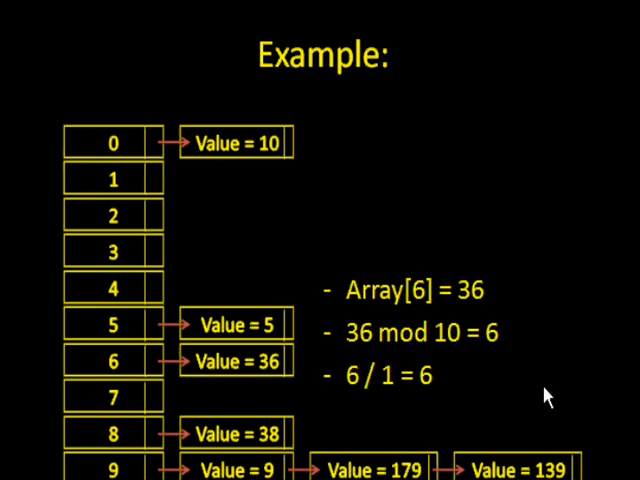 Example:
0 Value = 10
1
2
3
4
- Array[6] = 36
5 Value = 5
- 36 mod 10 = 6
6 Value = 36
- 6 / 1 = 6
7
8 Value = 38
9 Value = 9 Value = 179 Value = 139